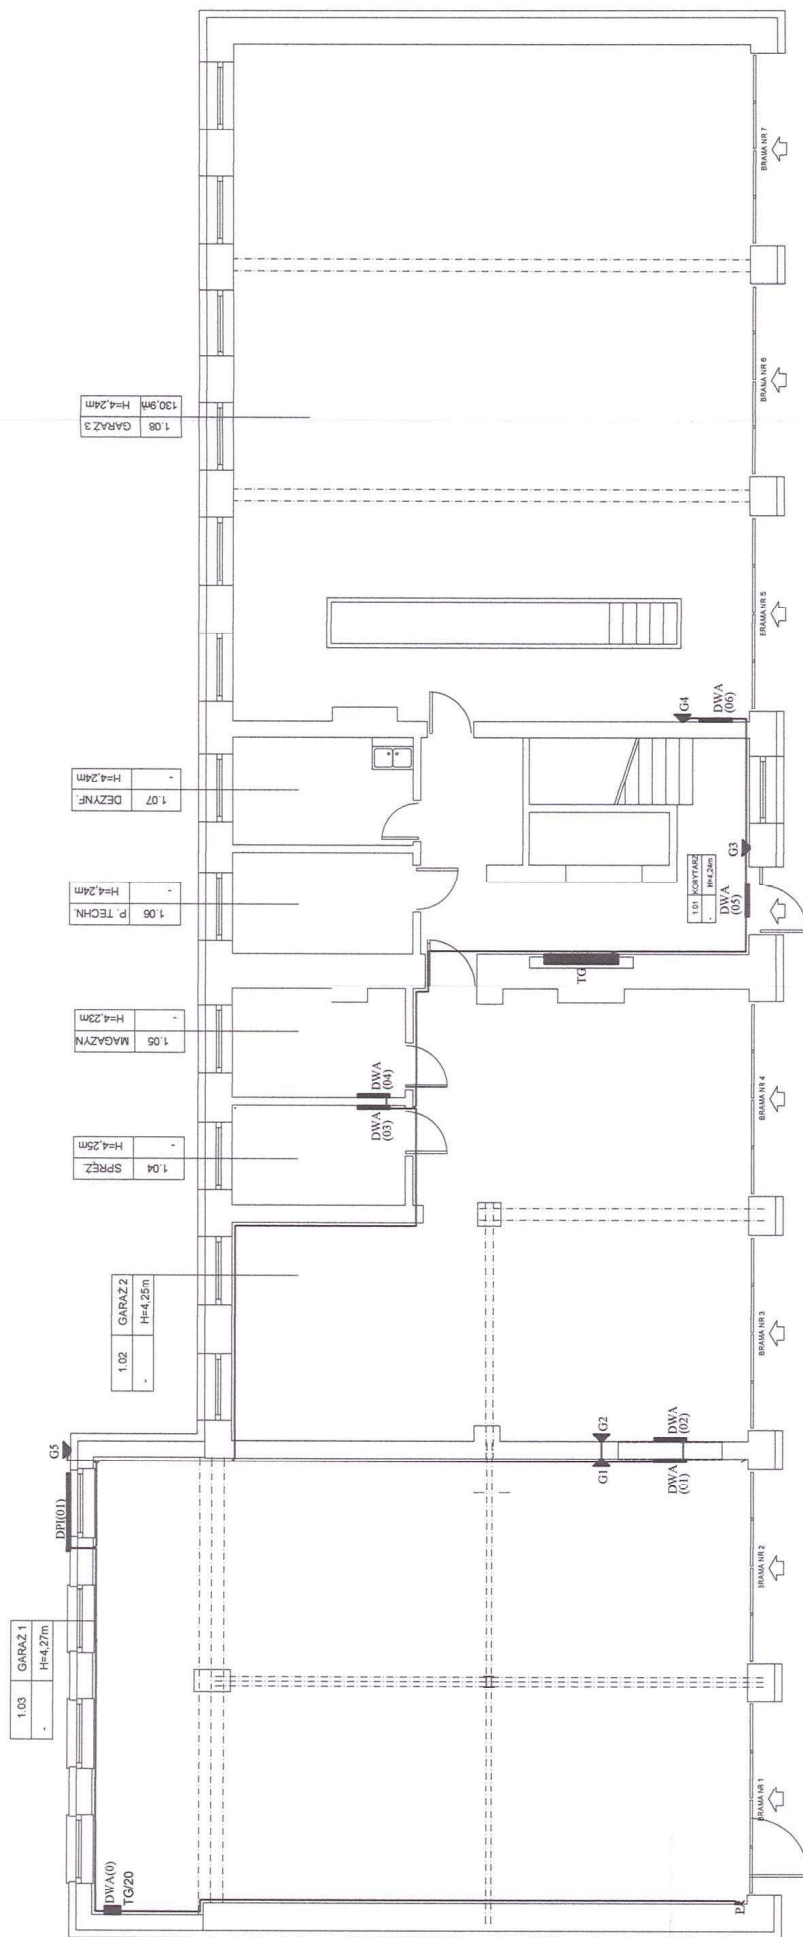 BRAMA NR 7
BRAMA NR 6
1.08 GARAŻ 3
130,9m H=4,24m
BRAMA NR 5
G4
DWA
(06)
1.07 DEZYNF.
- H=4,24m
G3
1.01 KORYTARZ
- H=4,24m
DWA
(05)
1.06 P. TECHN.
- H=4,24m
TG
1.05 MAGAZYN
- H=4,23m
DWA
(04)
DWA
(03)
BRAMA NR 4
1.04 SPRĘŻ.
- H=4,25m
1.02 GARAŻ 2
- H=4,25m
BRAMA NR 3
G5
G2
DWA
(02)
G1
DWA
(01)
DPI(01)
BRAMA NR 2
1.03 GARAŻ 1
- H=4,27m
BRAMA NR 1
DWA(0)
TG/20